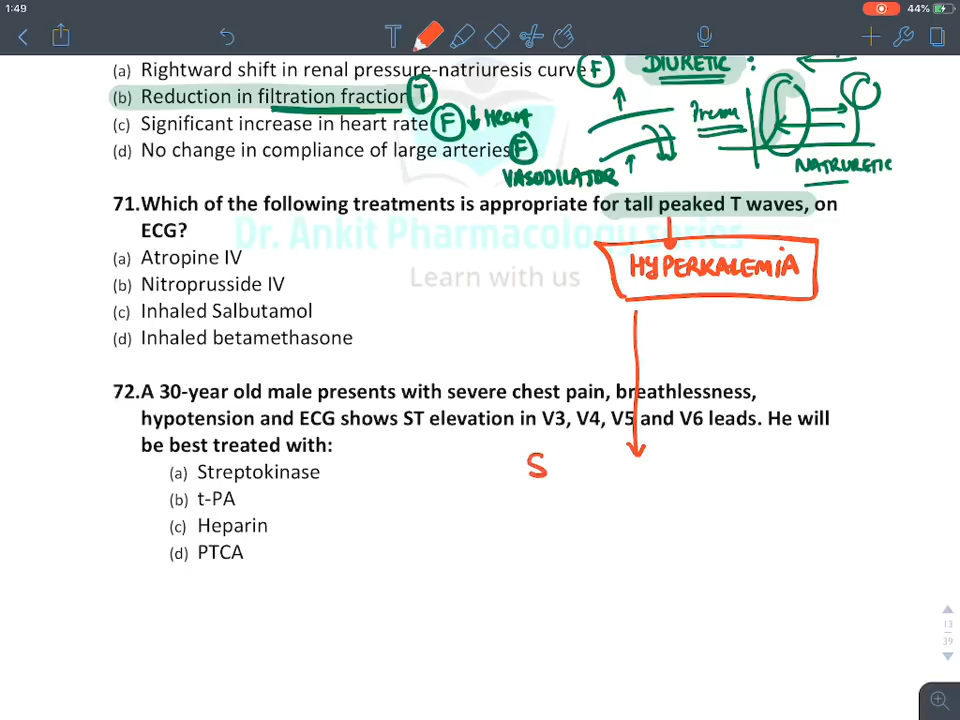 1:49
44%
(a) Rightward shift in renal pressure-natriuresis curve F
DIURETIC :
(b) Reduction in filtration fraction T
(c) Significant increase in heart rate F ↓ Heart
(d) No change in compliance of large arteries F
VASODILATOR ↑
NATRURETIC
71.Which of the following treatments is appropriate for tall peaked T waves, on
ECG?
Dr. Ankit Pharmacology series
Learn with us
(a) Atropine IV
(b) Nitroprusside IV
(c) Inhaled Salbutamol
(d) Inhaled betamethasone
HYPERKALEMIA
72.A 30-year old male presents with severe chest pain, breathlessness,
hypotension and ECG shows ST elevation in V3, V4, V5 and V6 leads. He will
be best treated with:
(a) Streptokinase
(b) t-PA
(c) Heparin
(d) PTCA
S
13
39